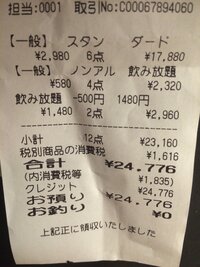 担当:0001 取引No:C00067894060
【一般】 スタン ダード
¥2,980 6点 ¥17,880
【一般】 ノンアル 飲み放題
¥580 4点 ¥2,320
飲み放題 -500円 1480円
¥1,480 2点 ¥2,960
小計 12点 ¥23,160
税別商品の消費税 ¥1,616
合計 ¥24,776
(内消費税等 ¥1,835)
クレジット ¥24,776
お預り ¥24,776
お釣り ¥0
上記正に領収いたしました